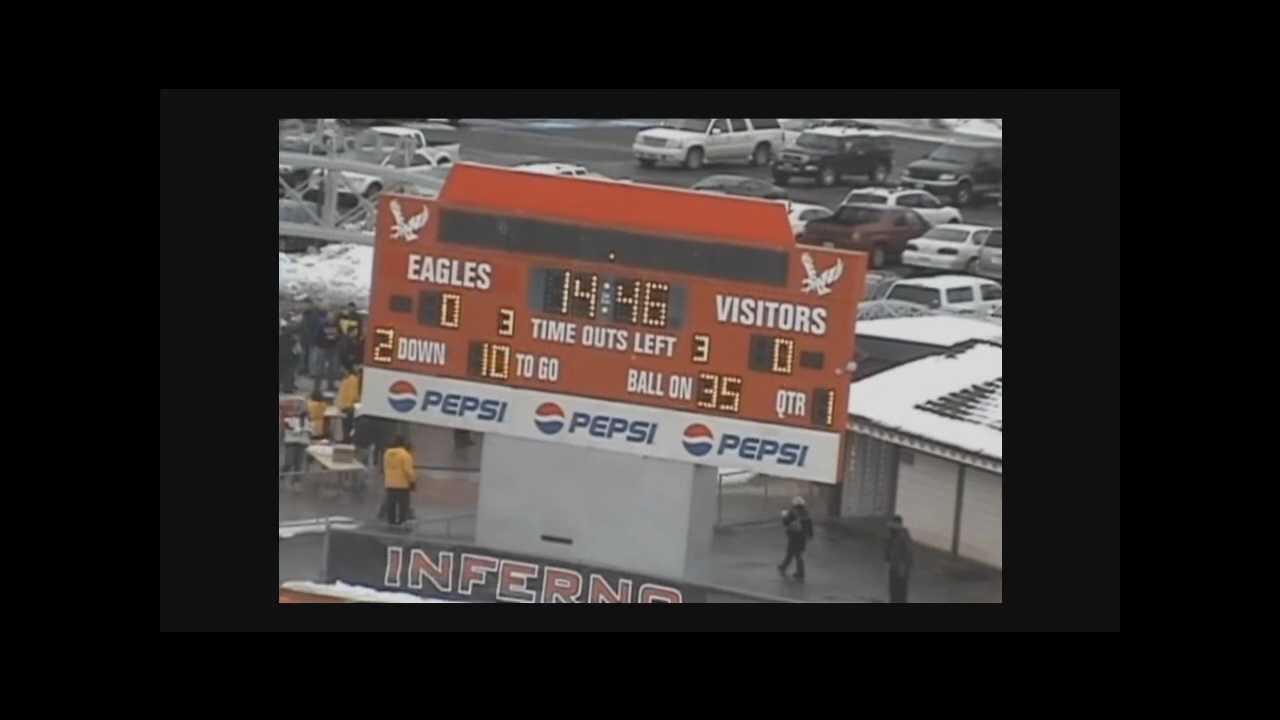 EAGLES 14:46 VISITORS
0 3 TIME OUTS LEFT 3 0
2 DOWN 10 TO GO BALL ON 35 QTR 1
PEPSI PEPSI PEPSI
INFERNO